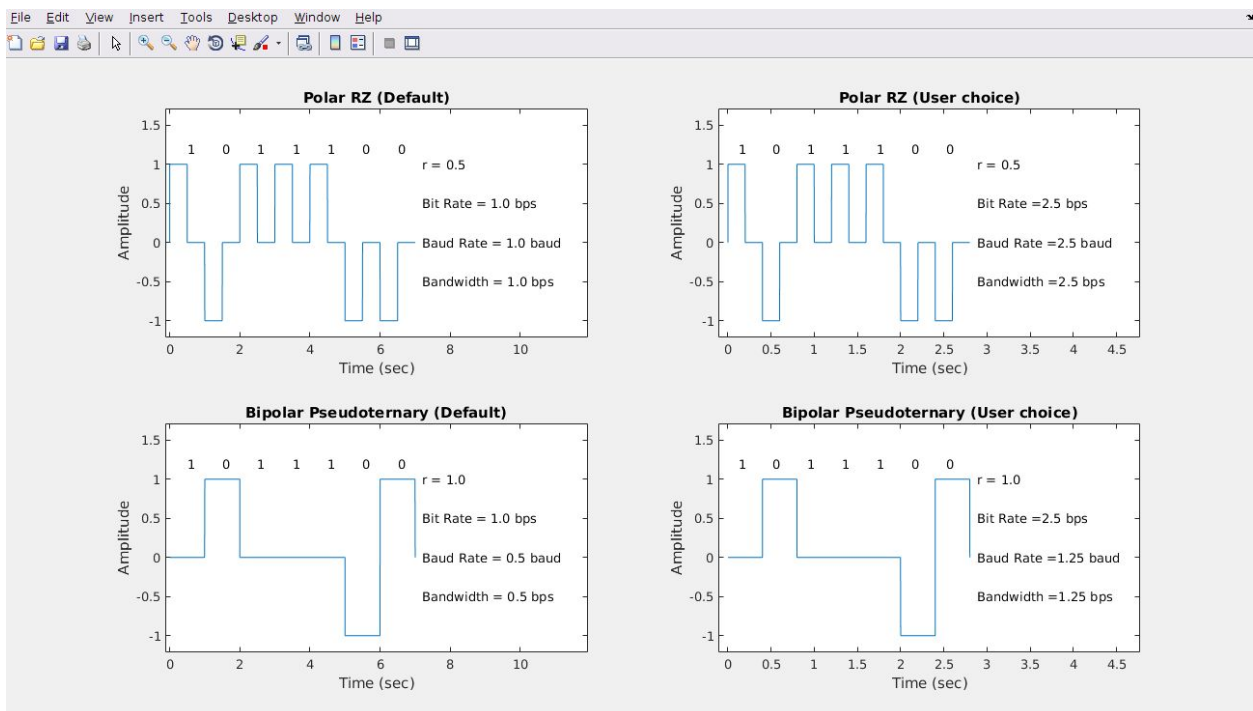 File Edit View Insert Tools Desktop Window Help
Polar RZ (Default)
1 0 1 1 1 0 0
r = 0.5
Bit Rate = 1.0 bps
Baud Rate = 1.0 baud
Bandwidth = 1.0 bps
1.5
1
0.5
0
-0.5
-1
Amplitude
0 2 4 6 8 10
Time (sec)
Polar RZ (User choice)
1 0 1 1 1 0 0
r = 0.5
Bit Rate =2.5 bps
Baud Rate =2.5 baud
Bandwidth =2.5 bps
1.5
1
0.5
0
-0.5
-1
Amplitude
0 0.5 1 1.5 2 2.5 3 3.5 4 4.5
Time (sec)
Bipolar Pseudoternary (Default)
1 0 1 1 1 0 0
r = 1.0
Bit Rate = 1.0 bps
Baud Rate = 0.5 baud
Bandwidth = 0.5 bps
1.5
1
0.5
0
-0.5
-1
Amplitude
0 2 4 6 8 10
Time (sec)
Bipolar Pseudoternary (User choice)
1 0 1 1 1 0 0
r = 1.0
Bit Rate =2.5 bps
Baud Rate =1.25 baud
Bandwidth =1.25 bps
1.5
1
0.5
0
-0.5
-1
Amplitude
0 0.5 1 1.5 2 2.5 3 3.5 4 4.5
Time (sec)